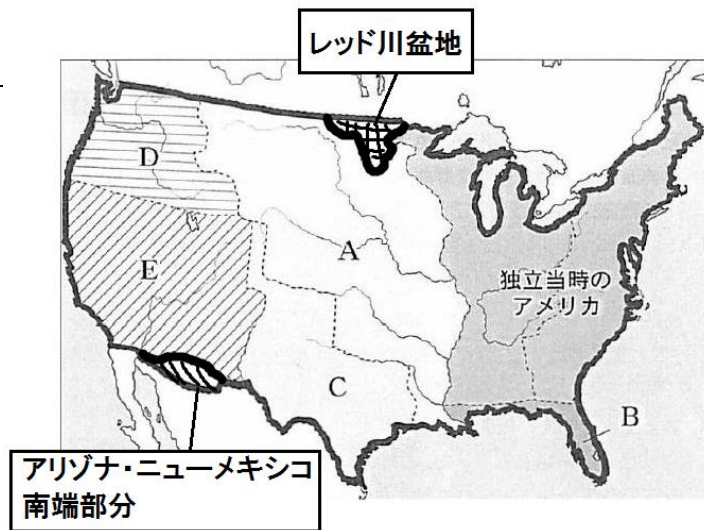 レッド川盆地
D
A
E
独立当時の
アメリカ
C
B
アリゾナ・ニューメキシコ
南端部分